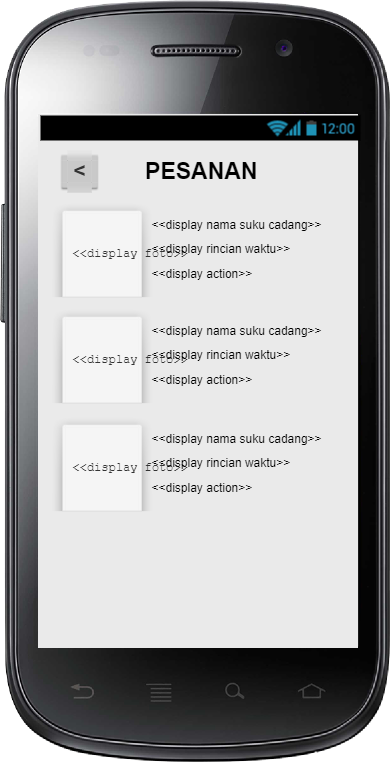 12:00
< PESANAN
<<display nama suku cadang>>
<<display foto>> <<display rincian waktu>>
<<display action>>
<<display nama suku cadang>>
<<display foto>> <<display rincian waktu>>
<<display action>>
<<display nama suku cadang>>
<<display foto>> <<display rincian waktu>>
<<display action>>